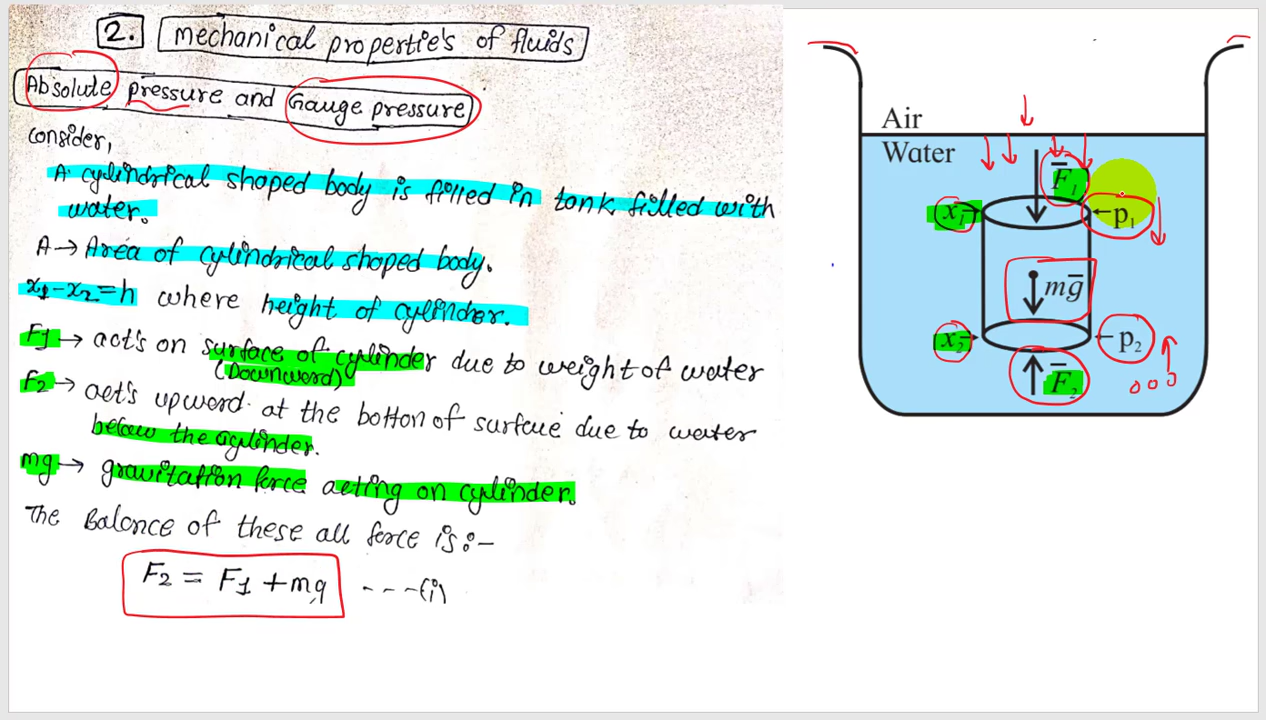 2. mechanical propertie's of fluids
Absolute pressure and Gauge pressure
consider,
A cylindrical shaped body is filled in tank filled with
water.
A → Area of cylindrical shaped body.
x1-x2=h where height of cylinder.
F1 → act's on surface of cylinder due to weight of water
(Downword)
F2 → act's upword at the botton of surface due to water
below the cylinder.
mg → gravitation force acting on cylinder.
The Balance of these all force is:-
F2 = F1 + mg ---(i)
Air
Water
F1
x1
p1
mg
x2
p2
F2